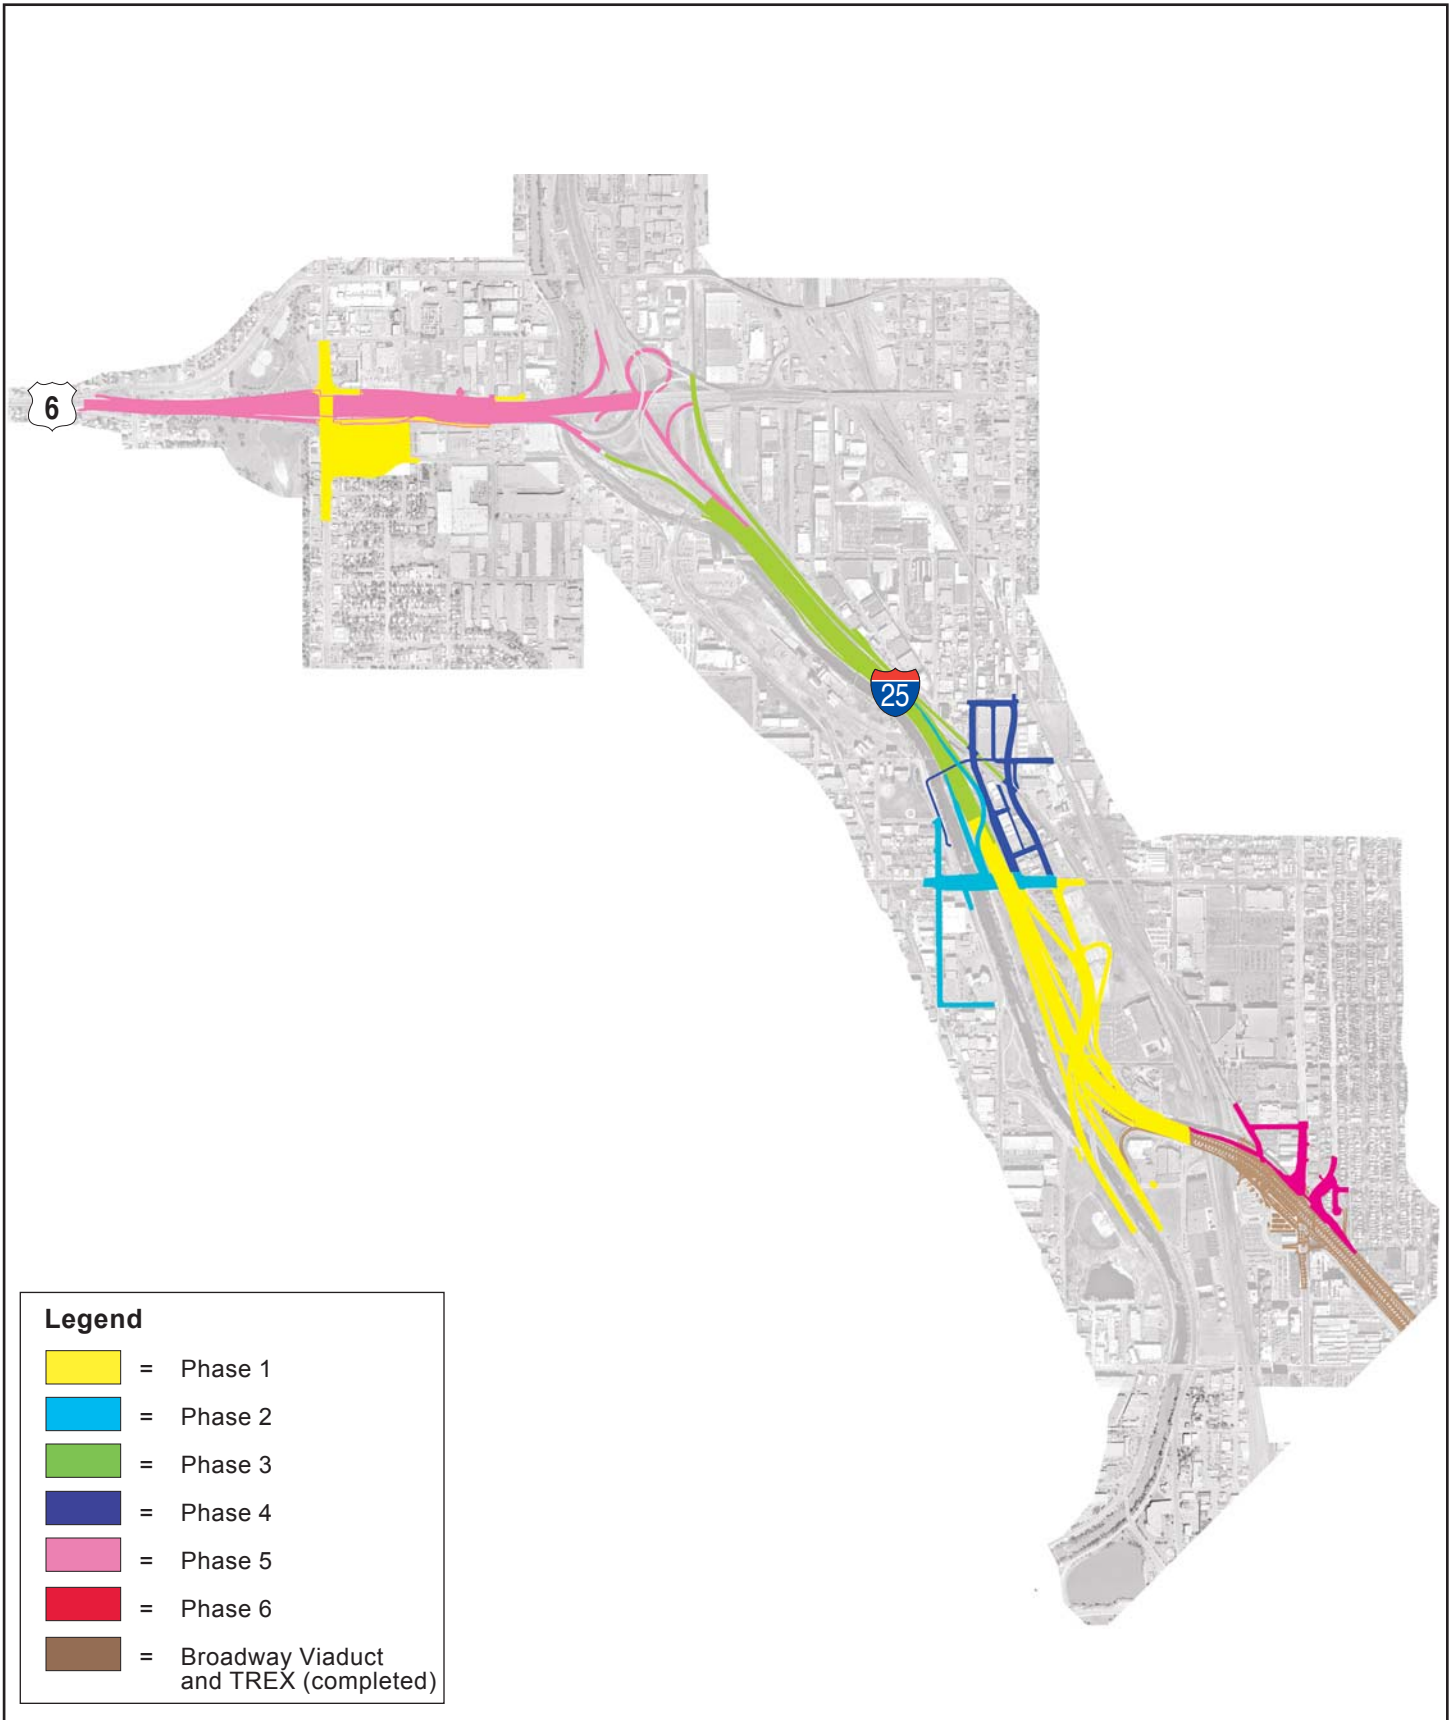 6
25
Legend
= Phase 1
= Phase 2
= Phase 3
= Phase 4
= Phase 5
= Phase 6
= Broadway Viaduct
and TREX (completed)